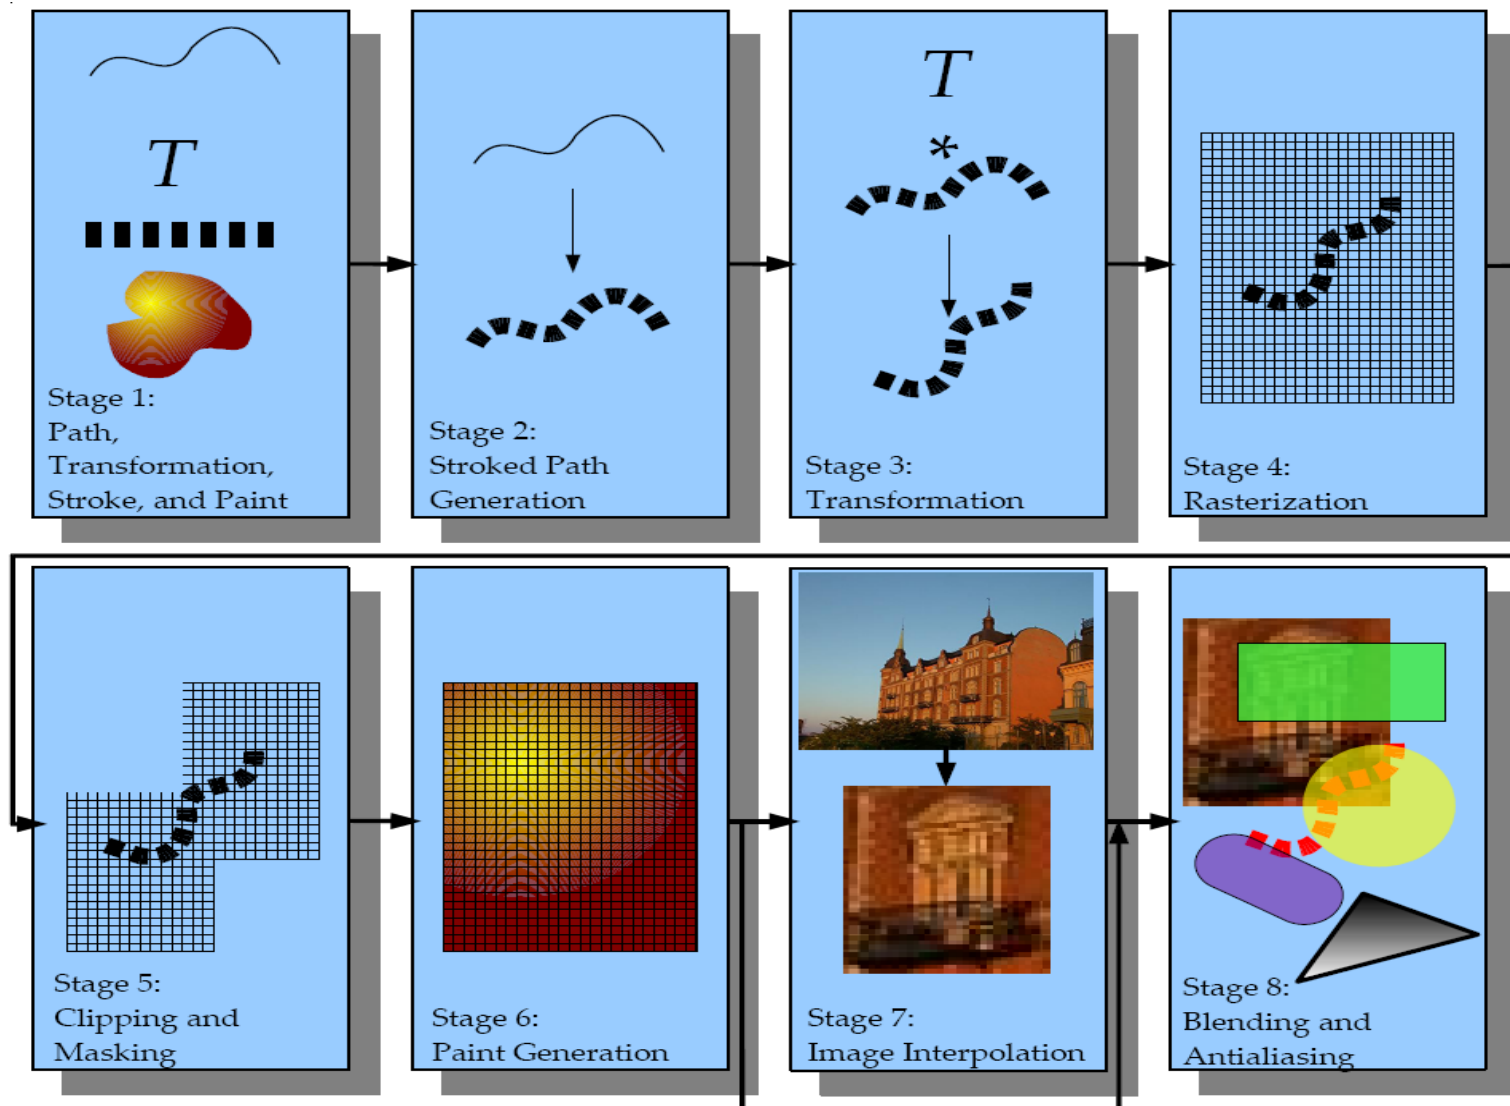 T
Stage 1:
Path,
Transformation,
Stroke, and Paint
Stage 2:
Stroked Path
Generation
T
*
Stage 3:
Transformation
Stage 4:
Rasterization
Stage 5:
Clipping and
Masking
Stage 6:
Paint Generation
Stage 7:
Image Interpolation
Stage 8:
Blending and
Antialiasing